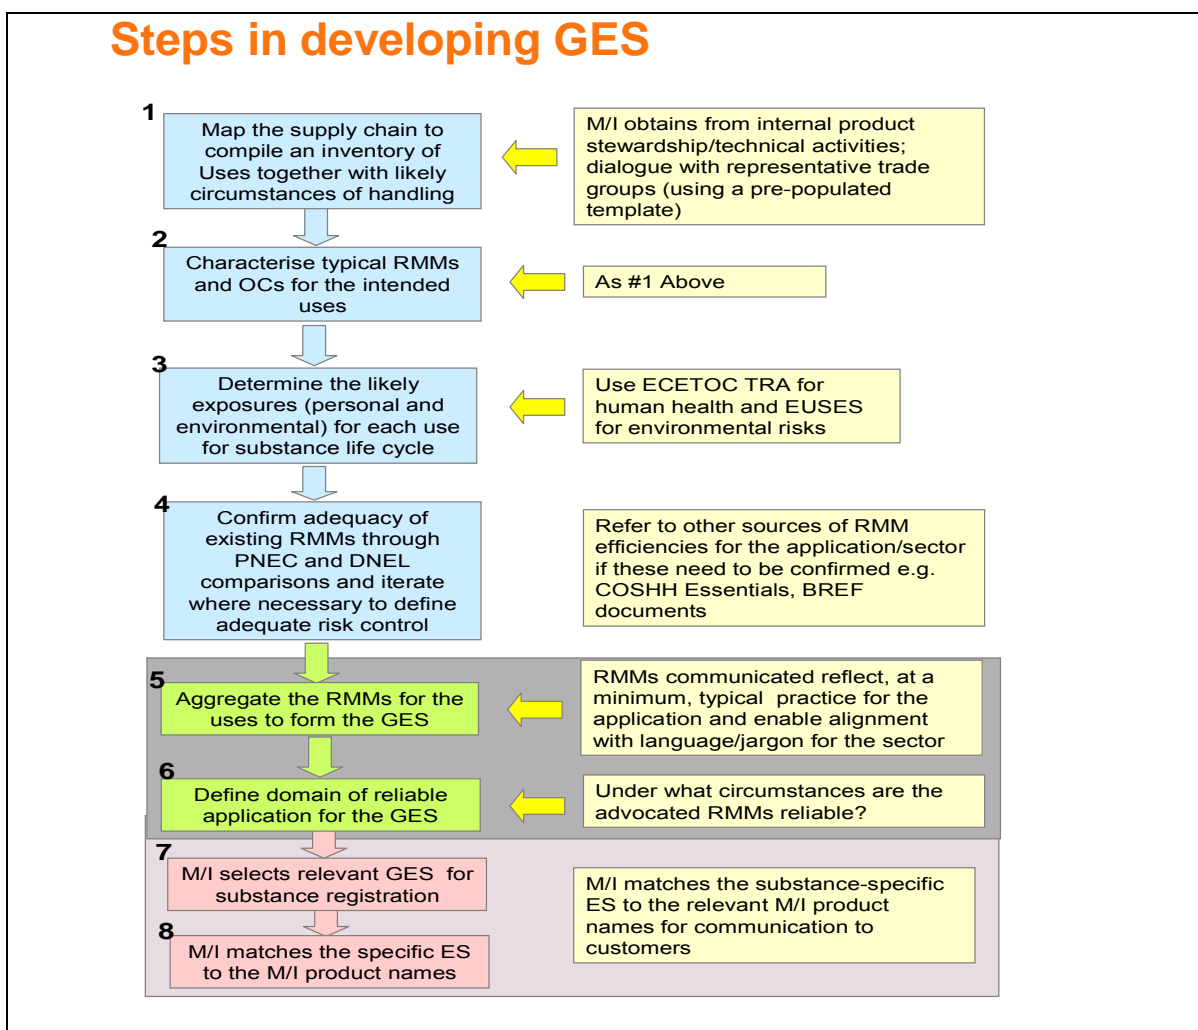 Steps in developing GES
1
Map the supply chain to
compile an inventory of
Uses together with likely
circumstances of handling
M/I obtains from internal product
stewardship/technical activities;
dialogue with representative trade
groups (using a pre-populated
template)
2
Characterise typical RMMs
and OCs for the intended
uses
As #1 Above
3
Determine the likely
exposures (personal and
environmental) for each use
for substance life cycle
Use ECETOC TRA for
human health and EUSES
for environmental risks
4
Confirm adequacy of
existing RMMs through
PNEC and DNEL
comparisons and iterate
where necessary to define
adequate risk control
Refer to other sources of RMM
efficiencies for the application/sector
if these need to be confirmed e.g.
COSHH Essentials, BREF
documents
5
Aggregate the RMMs for the
uses to form the GES
RMMs communicated reflect, at a
minimum, typical practice for the
application and enable alignment
with language/jargon for the sector
6
Define domain of reliable
application for the GES
Under what circumstances are the
advocated RMMs reliable?
7
M/I selects relevant GES for
substance registration
8
M/I matches the specific ES
to the M/I product names
M/I matches the substance-specific
ES to the relevant M/I product
names for communication to
customers